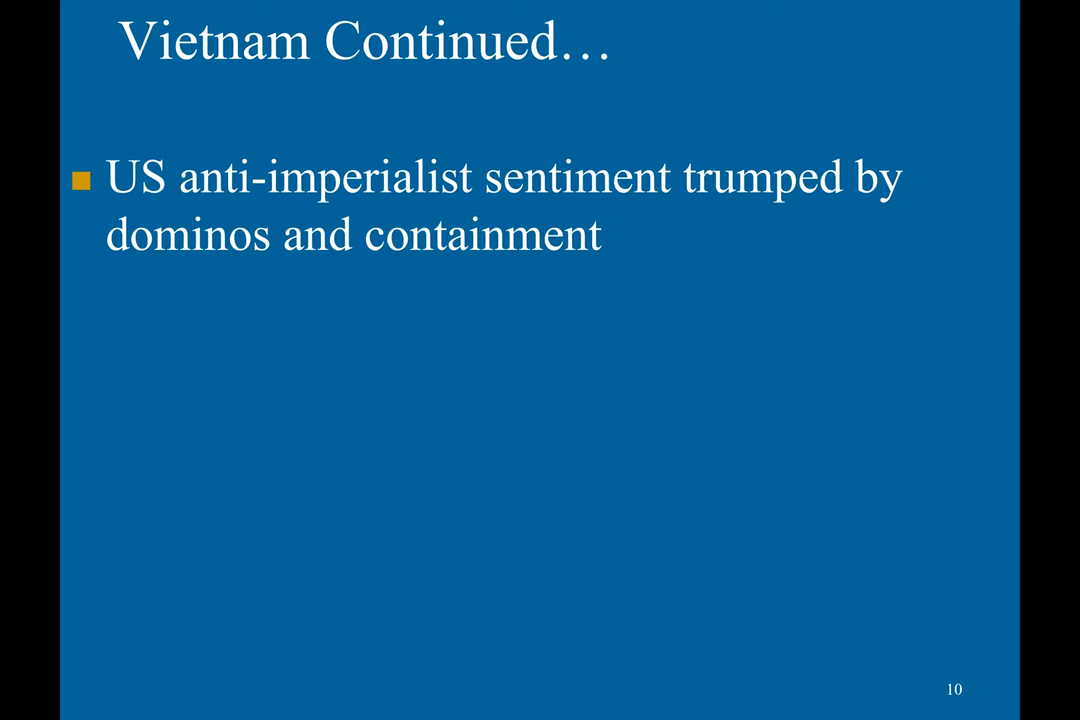 Vietnam Continued…
US anti-imperialist sentiment trumped by
dominos and containment
10